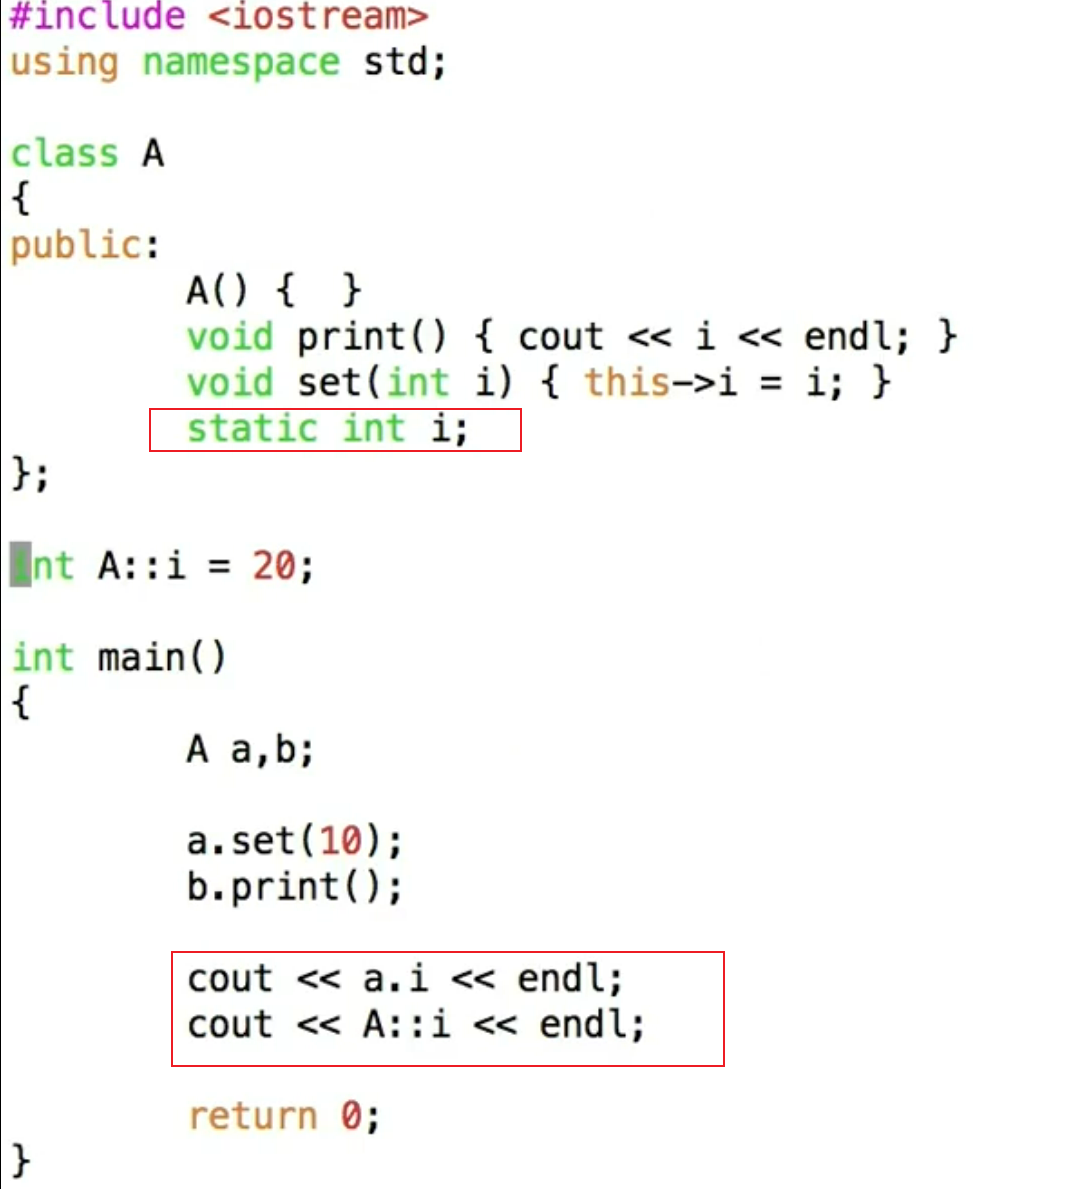 #include <iostream>
using namespace std;
class A
{
public:
A() { }
void print() { cout << i << endl; }
void set(int i) { this->i = i; }
static int i;
};
int A::i = 20;
int main()
{
A a,b;
a.set(10);
b.print();
cout << a.i << endl;
cout << A::i << endl;
return 0;
}